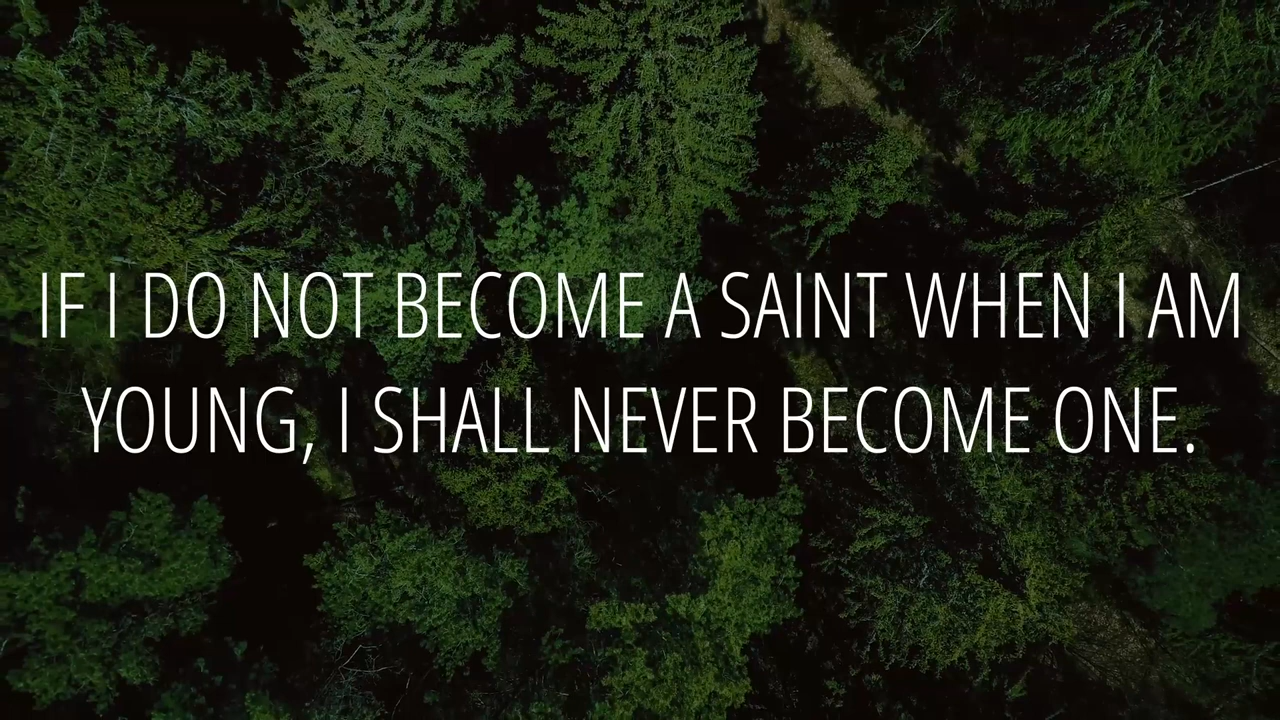 IF I DO NOT BECOME A SAINT WHEN I AM
YOUNG, I SHALL NEVER BECOME ONE.